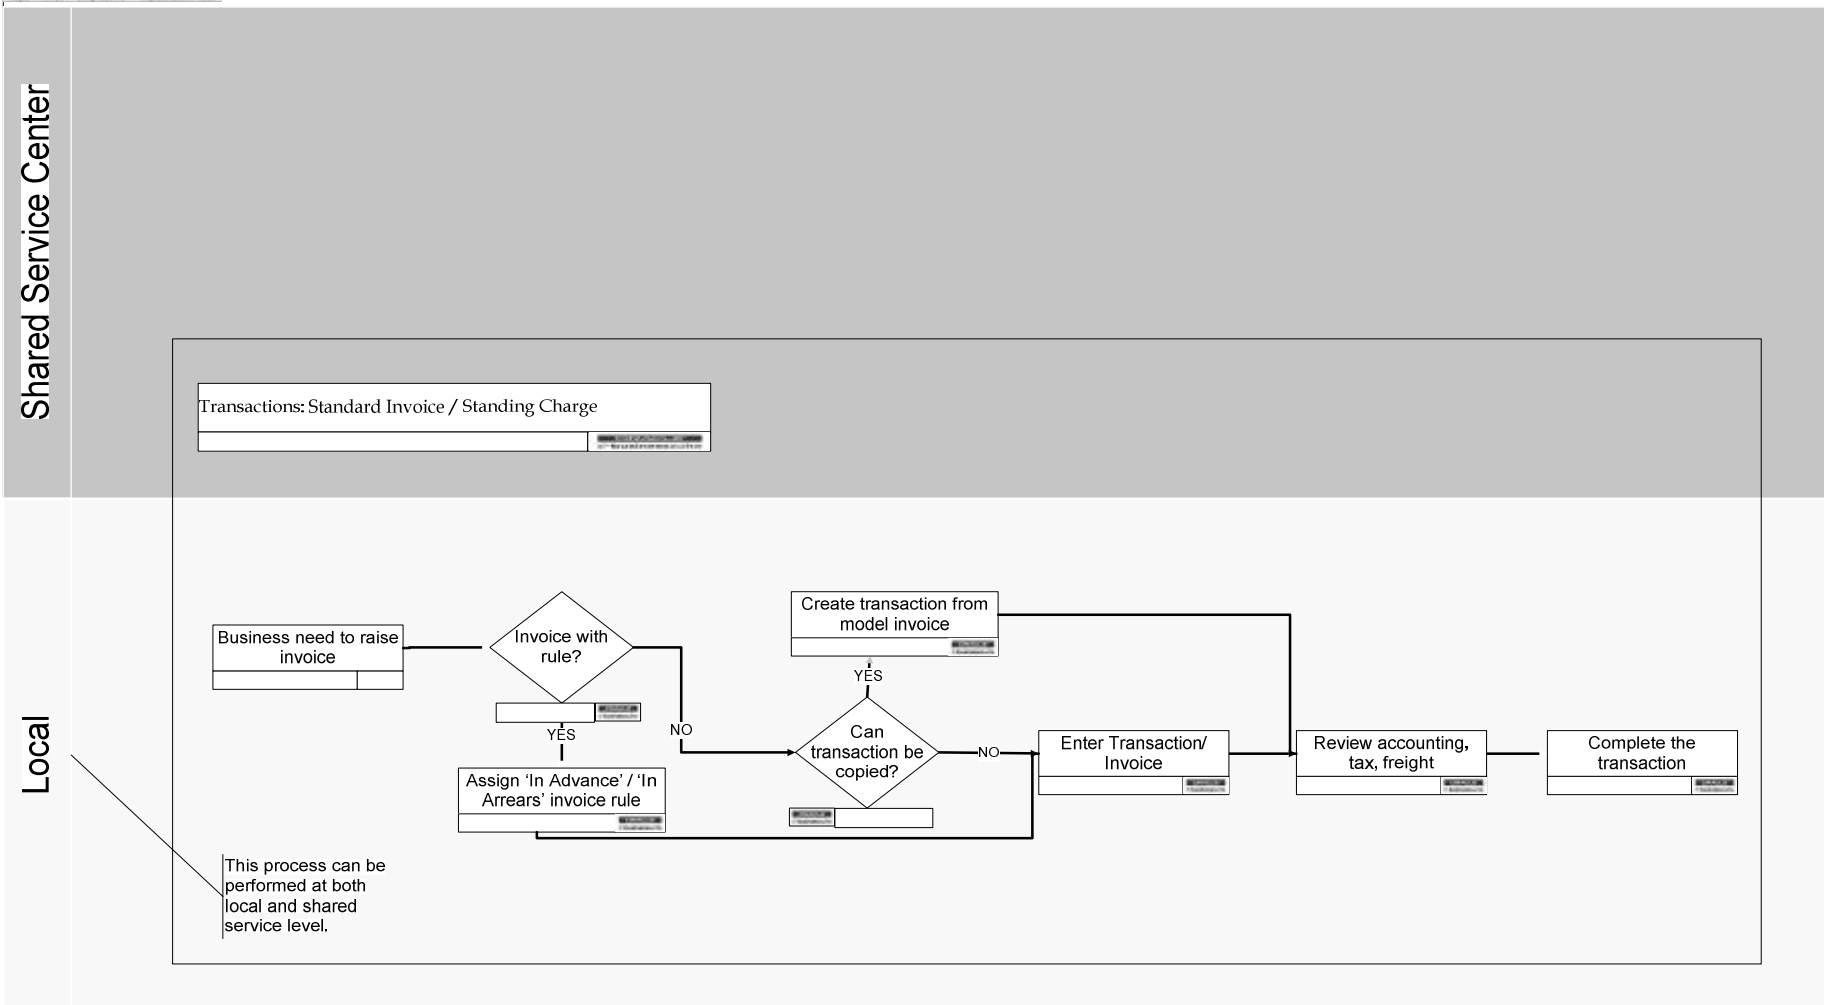 Shared Service Center
Transactions: Standard Invoice / Standing Charge
Local
Business need to raise
invoice
Invoice with
rule?
YES
NO
Assign ‘In Advance’ / ‘In
Arrears’ invoice rule
Create transaction from
model invoice
YES
Can
transaction be
copied?
NO
Enter Transaction/
Invoice
Review accounting,
tax, freight
Complete the
transaction
This process can be
performed at both
local and shared
service level.